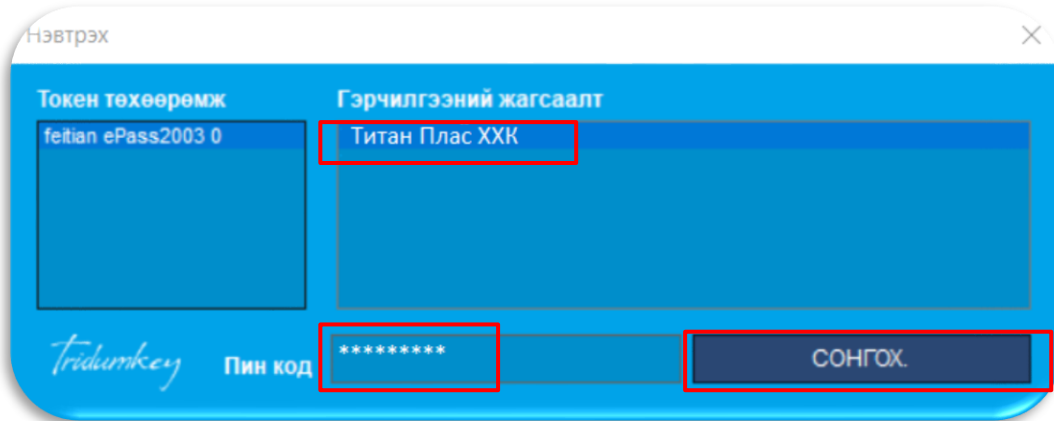 Нэвтрэх
Токен төхөөрөмж
Гэрчилгээний жагсаалт
feitian ePass2003 0
Титан Плас ХХК
Tridumkey
Пин код
*********
СОНГОХ.